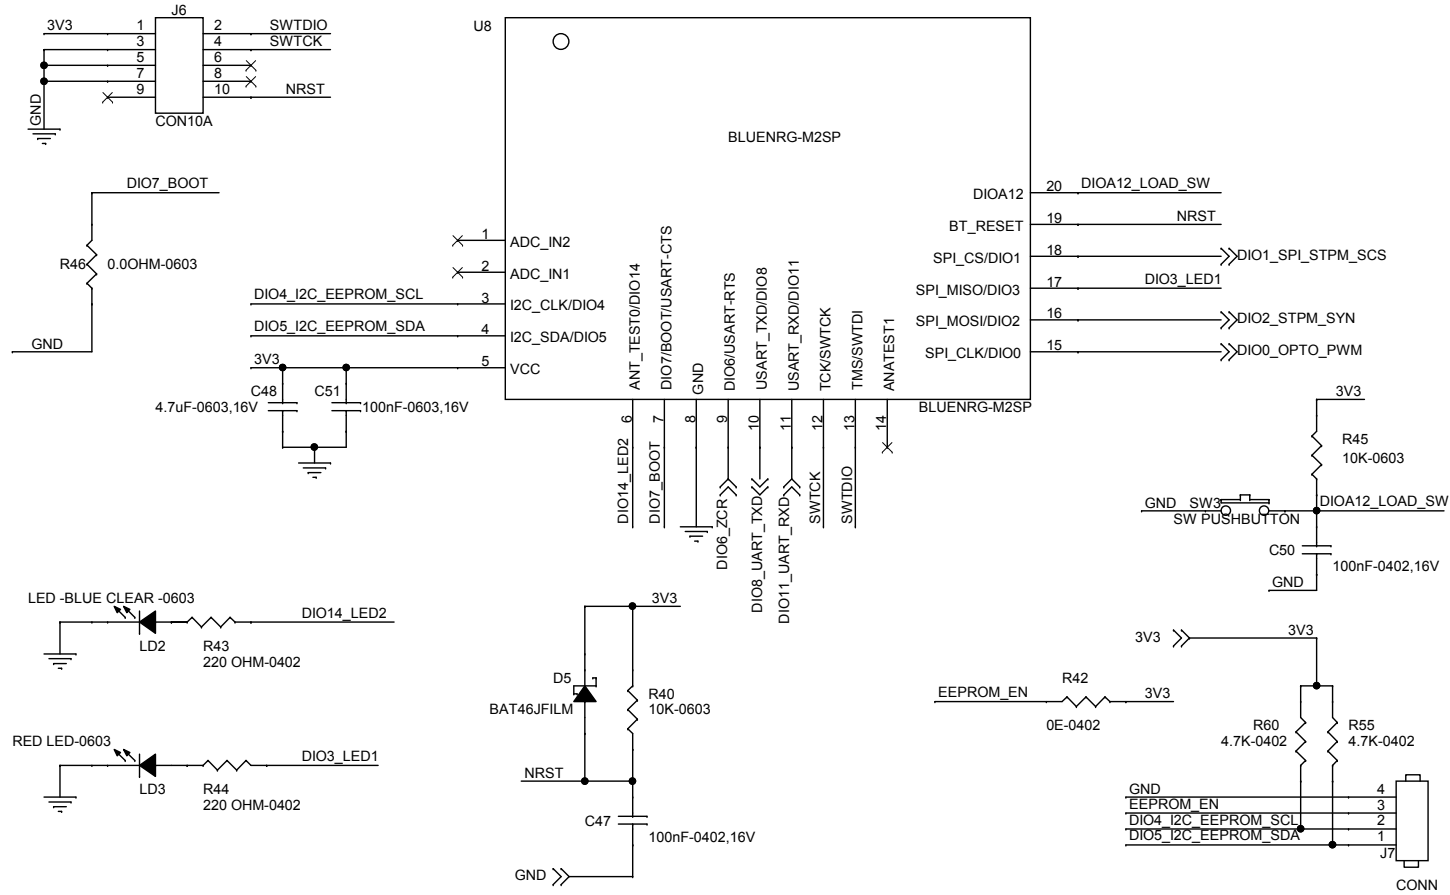 J6
3V3
1
2
SWTDIO
3
4
SWTCK
5
6
7
8
9
10
NRST
GND
CON10A
DIO7_BOOT
R46
0.0OHM-0603
GND
U8
BLUENRG-M2SP
1
ADC_IN2
2
ADC_IN1
DIO4_I2C_EEPROM_SCL
3
I2C_CLK/DIO4
DIO5_I2C_EEPROM_SDA
4
I2C_SDA/DIO5
3V3
5
VCC
C48
4.7uF-0603,16V
C51
100nF-0603,16V
DIOA12
20
DIOA12_LOAD_SW
BT_RESET
19
NRST
SPI_CS/DIO1
18
DIO1_SPI_STPM_SCS
SPI_MISO/DIO3
17
DIO3_LED1
SPI_MOSI/DIO2
16
DIO2_STPM_SYN
SPI_CLK/DIO0
15
DIO0_OPTO_PWM
ANT_TEST0/DIO14
DIO7/BOOT/USART-CTS
GND
DIO6/USART-RTS
USART_TXD/DIO8
USART_RXD/DIO11
TCK/SWTCK
TMS/SWTDI
ANATEST1
BLUENRG-M2SP
6
7
8
9
10
11
12
13
14
DIO14_LED2
DIO7_BOOT
DIO6_ZCR
DIO8_UART_TXD
DIO11_UART_RXD
SWTCK
SWTDIO
3V3
R45
10K-0603
GND
SW3
SW PUSHBUTTON
DIOA12_LOAD_SW
C50
100nF-0402,16V
GND
LED -BLUE CLEAR -0603
LD2
R43
220 OHM-0402
DIO14_LED2
RED LED-0603
LD3
R44
220 OHM-0402
DIO3_LED1
3V3
D5
BAT46JFILM
R40
10K-0603
NRST
C47
100nF-0402,16V
GND
EEPROM_EN
R42
0E-0402
3V3
3V3
3V3
R60
4.7K-0402
R55
4.7K-0402
GND
4
EEPROM_EN
3
DIO4_I2C_EEPROM_SCL
2
DIO5_I2C_EEPROM_SDA
1
J7
CONN